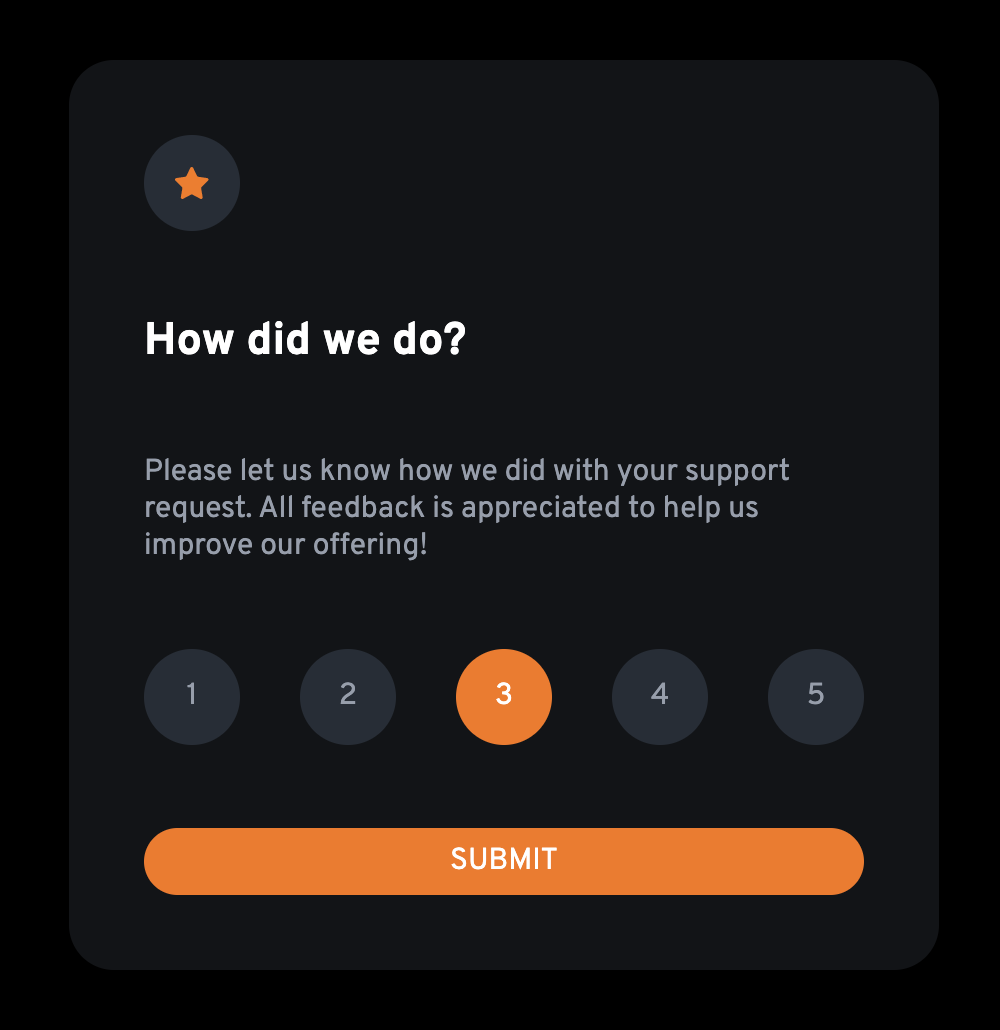 How did we do?
Please let us know how we did with your support
request. All feedback is appreciated to help us
improve our offering!
1 2 3 4 5
SUBMIT